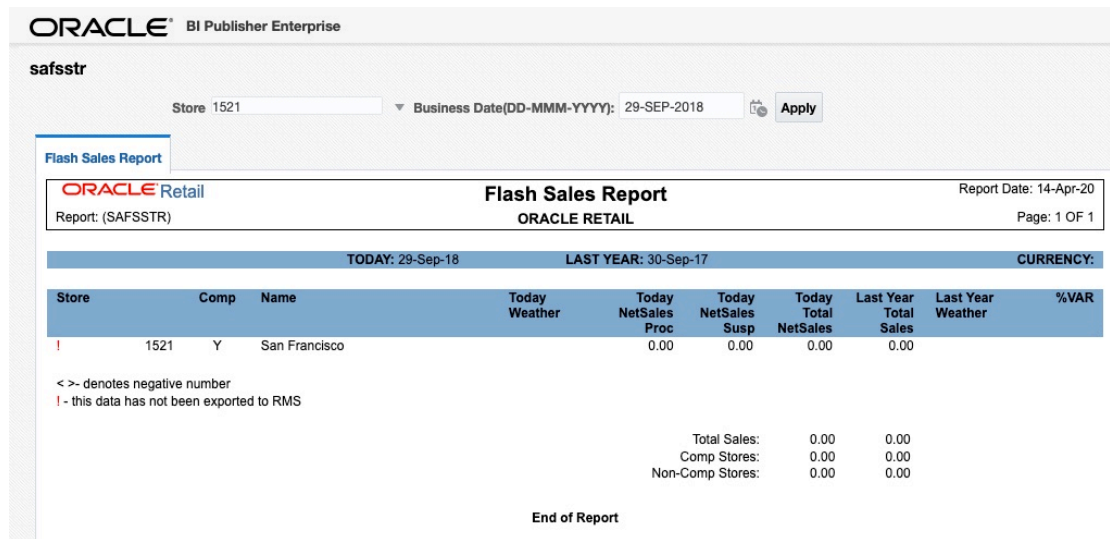 ORACLE® BI Publisher Enterprise
safsstr
Store 1521 Business Date(DD-MMM-YYYY): 29-SEP-2018 Apply
Flash Sales Report
ORACLE Retail Flash Sales Report Report Date: 14-Apr-20
Report: (SAFSSTR) ORACLE RETAIL Page: 1 OF 1
TODAY: 29-Sep-18 LAST YEAR: 30-Sep-17 CURRENCY:
Store Comp Name Today Today Today Today Last Year Last Year %VAR
Weather NetSales NetSales Total Total Weather
Proc Susp NetSales Sales
! 1521 Y San Francisco 0.00 0.00 0.00 0.00
< >- denotes negative number
! - this data has not been exported to RMS
Total Sales: 0.00 0.00
Comp Stores: 0.00 0.00
Non-Comp Stores: 0.00 0.00
End of Report